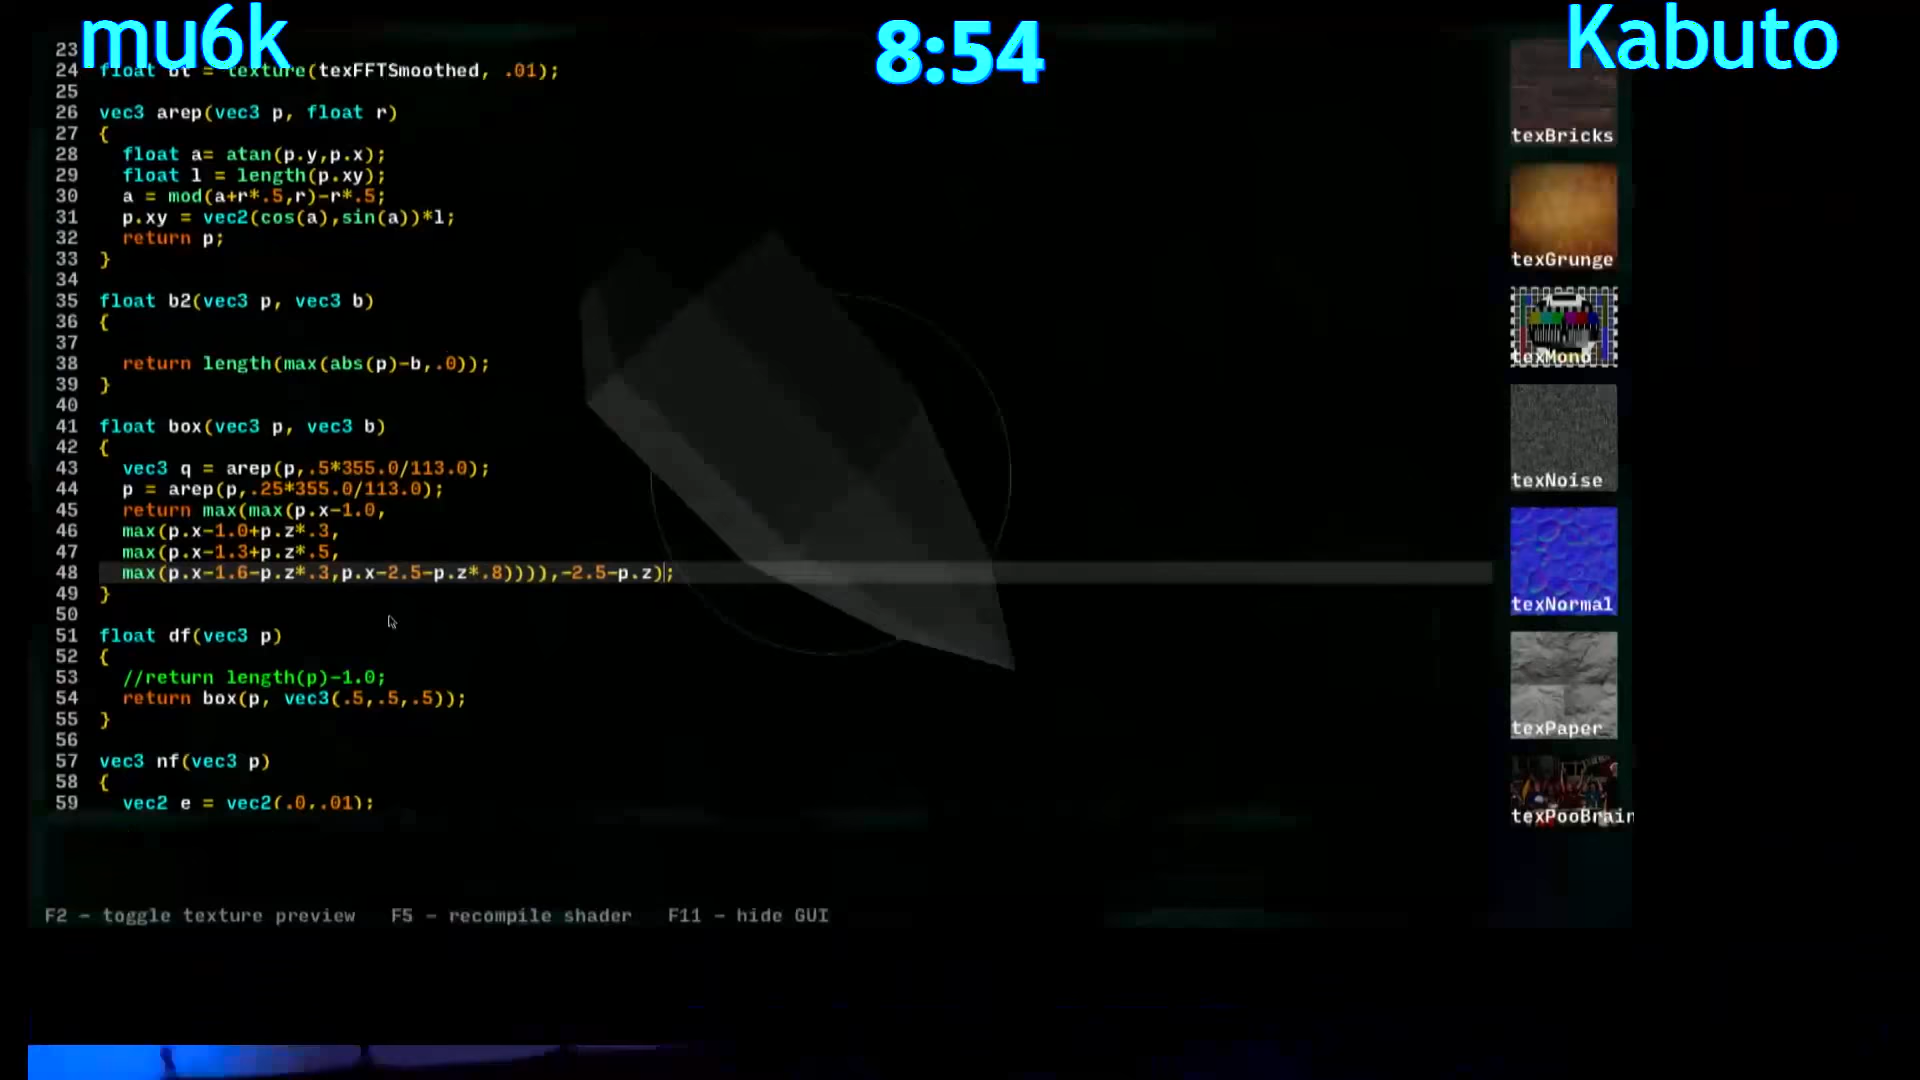 mu6k
8:54
Kabuto
23
24 float bt = texture(texFFTSmoothed, .01);
25
26 vec3 arep(vec3 p, float r)
27 {
28 float a= atan(p.y,p.x);
29 float l = length(p.xy);
30 a = mod(a+r*.5,r)-r*.5;
31 p.xy = vec2(cos(a),sin(a))*l;
32 return p;
33 }
34
35 float b2(vec3 p, vec3 b)
36 {
37
38 return length(max(abs(p)-b,.0));
39 }
40
41 float box(vec3 p, vec3 b)
42 {
43 vec3 q = arep(p,.5*355.0/113.0);
44 p = arep(p,.25*355.0/113.0);
45 return max(max(p.x-1.0,
46 max(p.x-1.0+p.z*.3,
47 max(p.x-1.3+p.z*.5,
48 max(p.x-1.6-p.z*.3,p.x-2.5-p.z*.8)))),-2.5-p.z);
49 }
50
51 float df(vec3 p)
52 {
53 //return length(p)-1.0;
54 return box(p, vec3(.5,.5,.5));
55 }
56
57 vec3 nf(vec3 p)
58 {
59 vec2 e = vec2(.0,.01);
texBricks
texGrunge
texMono
texNoise
texNormal
texPaper
texPooBrain
F2 - toggle texture preview F5 - recompile shader F11 - hide GUI